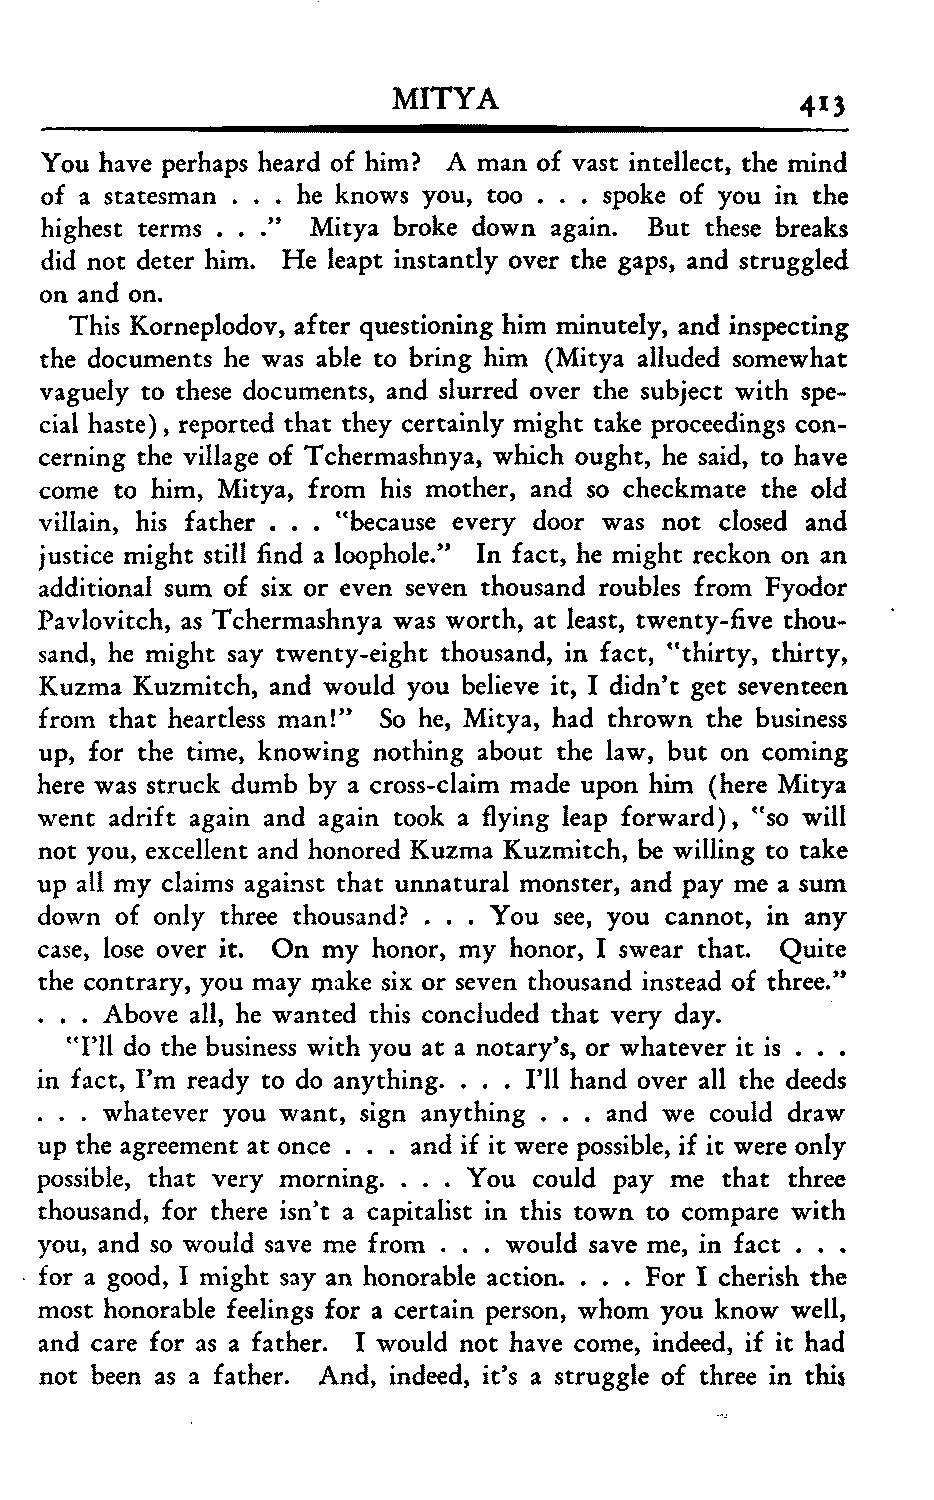 MITYA 413
You have perhaps heard of him? A man of vast intellect, the mind
of a statesman . . . he knows you, too . . . spoke of you in the
highest terms . . ." Mitya broke down again. But these breaks
did not deter him. He leapt instantly over the gaps, and struggled
on and on.
This Korneplodov, after questioning him minutely, and inspecting
the documents he was able to bring him (Mitya alluded somewhat
vaguely to these documents, and slurred over the subject with spe-
cial haste), reported that they certainly might take proceedings con-
cerning the village of Tchermashnya, which ought, he said, to have
come to him, Mitya, from his mother, and so checkmate the old
villain, his father . . . "because every door was not closed and
justice might still find a loophole." In fact, he might reckon on an
additional sum of six or even seven thousand roubles from Fyodor
Pavlovitch, as Tchermashnya was worth, at least, twenty-five thou-
sand, he might say twenty-eight thousand, in fact, "thirty, thirty,
Kuzma Kuzmitch, and would you believe it, I didn't get seventeen
from that heartless man!" So he, Mitya, had thrown the business
up, for the time, knowing nothing about the law, but on coming
here was struck dumb by a cross-claim made upon him (here Mitya
went adrift again and again took a flying leap forward), "so will
not you, excellent and honored Kuzma Kuzmitch, be willing to take
up all my claims against that unnatural monster, and pay me a sum
down of only three thousand? . . . You see, you cannot, in any
case, lose over it. On my honor, my honor, I swear that. Quite
the contrary, you may make six or seven thousand instead of three."
. . . Above all, he wanted this concluded that very day.
"I'll do the business with you at a notary's, or whatever it is . . .
in fact, I'm ready to do anything. . . . I'll hand over all the deeds
. . . whatever you want, sign anything . . . and we could draw
up the agreement at once . . . and if it were possible, if it were only
possible, that very morning. . . . You could pay me that three
thousand, for there isn't a capitalist in this town to compare with
you, and so would save me from . . . would save me, in fact . . .
for a good, I might say an honorable action. . . . For I cherish the
most honorable feelings for a certain person, whom you know well,
and care for as a father. I would not have come, indeed, if it had
not been as a father. And, indeed, it's a struggle of three in this